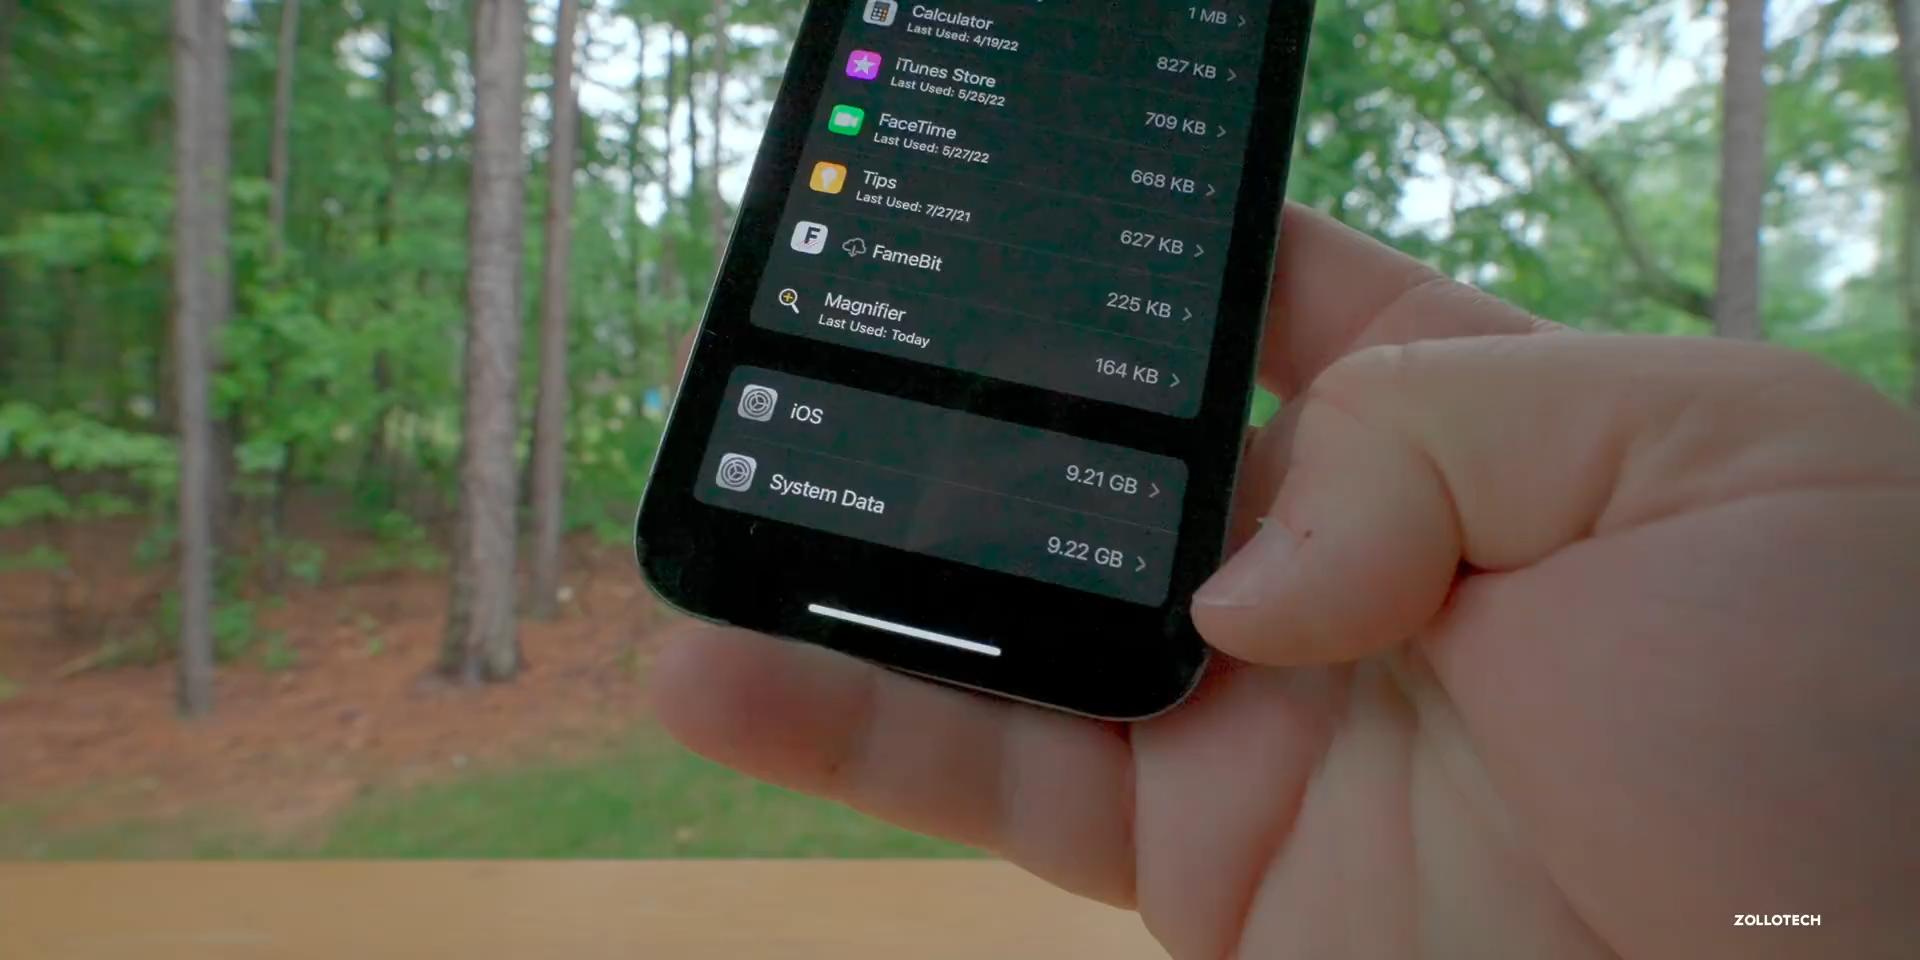 1 MB
Calculator
Last Used: 4/19/22
827 KB
iTunes Store
Last Used: 5/25/22
709 KB
FaceTime
Last Used: 5/27/22
668 KB
Tips
Last Used: 7/27/21
627 KB
F
FameBit
225 KB
Magnifier
Last Used: Today
164 KB
iOS
9.21 GB
System Data
9.22 GB
ZOLLOTECH